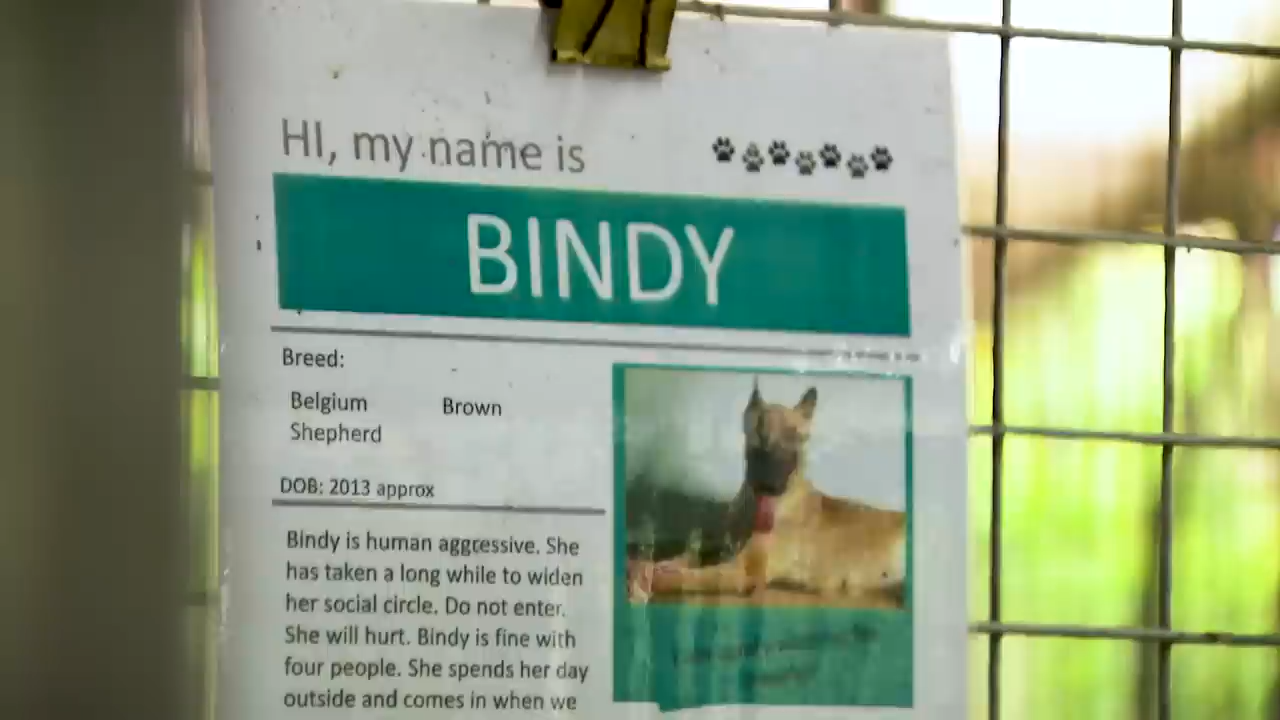 HI, my name is
BINDY
Breed:
Belgium Brown
Shepherd
DOB: 2013 approx
Bindy is human aggressive. She
has taken a long while to widen
her social circle. Do not enter.
She will hurt. Bindy is fine with
four people. She spends her day
outside and comes in when we